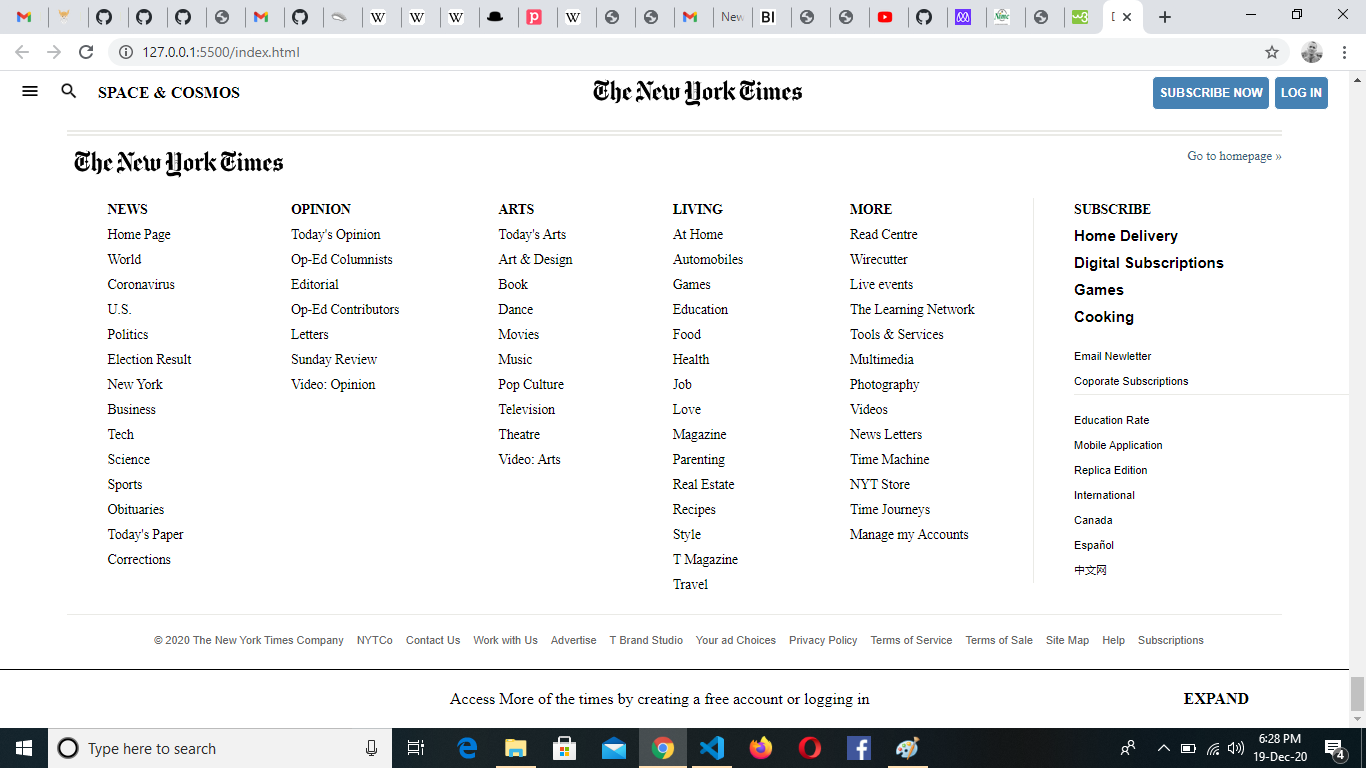 New
BI
127.0.0.1:5500/index.html
SPACE & COSMOS
The New York Times
SUBSCRIBE NOW
LOG IN
The New York Times
Go to homepage »
NEWS
Home Page
World
Coronavirus
U.S.
Politics
Election Result
New York
Business
Tech
Science
Sports
Obituaries
Today's Paper
Corrections
OPINION
Today's Opinion
Op-Ed Columnists
Editorial
Op-Ed Contributors
Letters
Sunday Review
Video: Opinion
ARTS
Today's Arts
Art & Design
Book
Dance
Movies
Music
Pop Culture
Television
Theatre
Video: Arts
LIVING
At Home
Automobiles
Games
Education
Food
Health
Job
Love
Magazine
Parenting
Real Estate
Recipes
Style
T Magazine
Travel
MORE
Read Centre
Wirecutter
Live events
The Learning Network
Tools & Services
Multimedia
Photography
Videos
News Letters
Time Machine
NYT Store
Time Journeys
Manage my Accounts
SUBSCRIBE
Home Delivery
Digital Subscriptions
Games
Cooking
Email Newletter
Coporate Subscriptions
Education Rate
Mobile Application
Replica Edition
International
Canada
Español
中文网
© 2020 The New York Times Company NYTCo Contact Us Work with Us Advertise T Brand Studio Your ad Choices Privacy Policy Terms of Service Terms of Sale Site Map Help Subscriptions
Access More of the times by creating a free account or logging in
EXPAND
Type here to search
6:28 PM
19-Dec-20
4